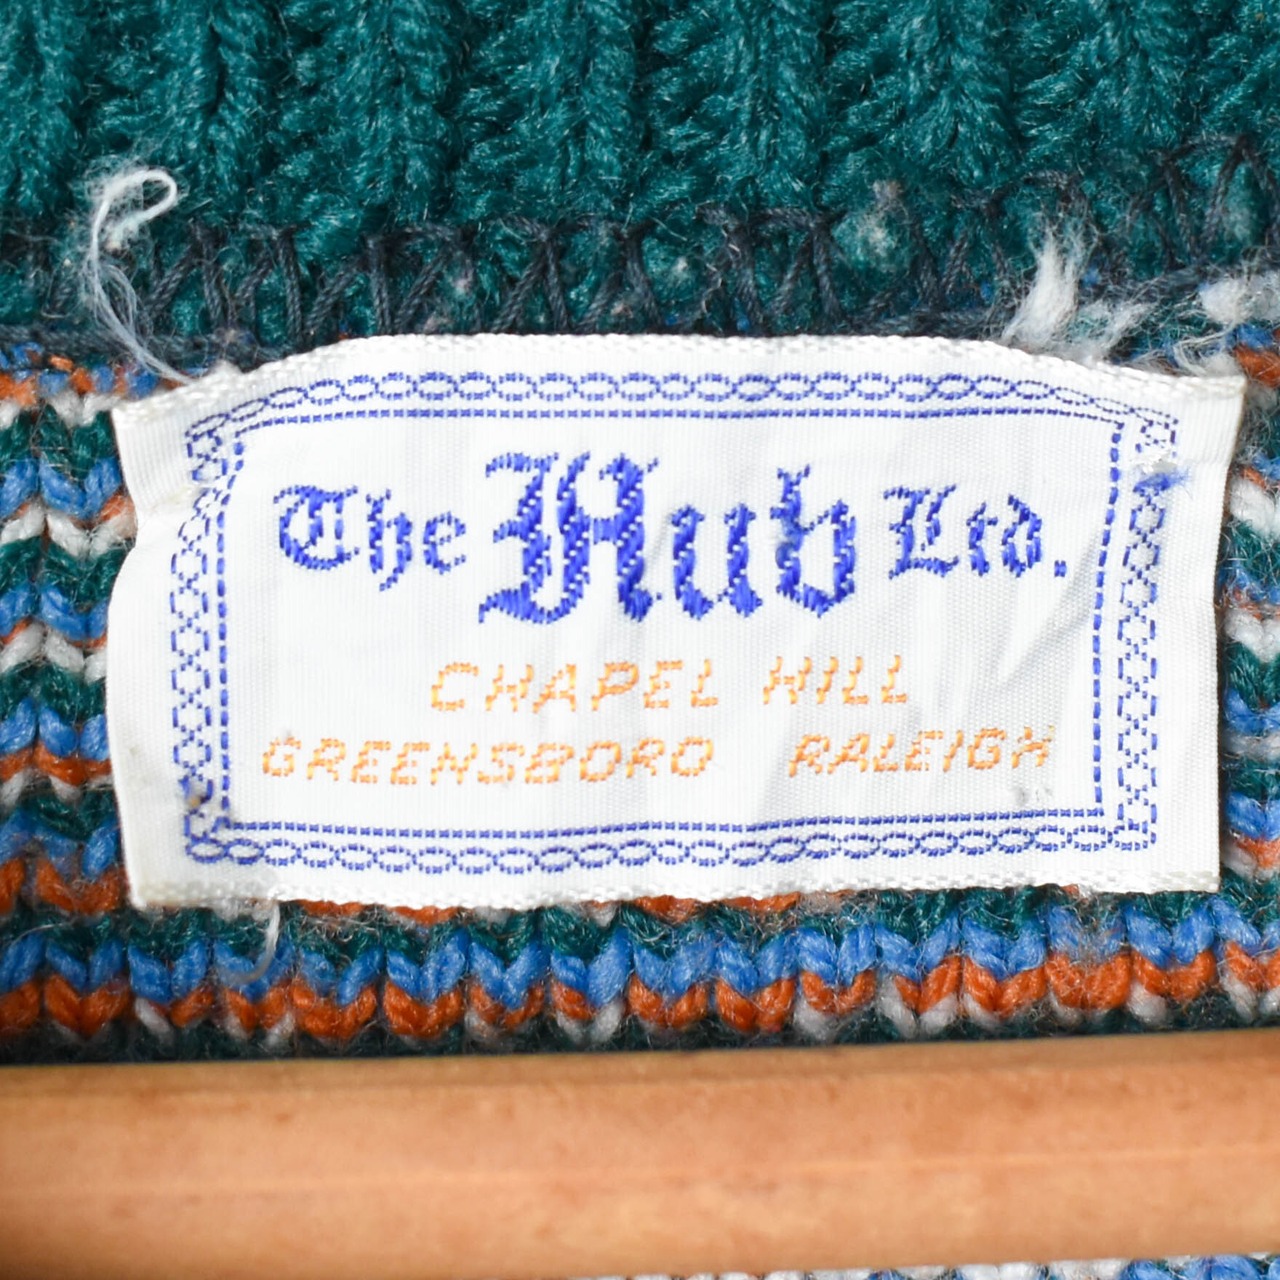 The Hub Ltd.
CHAPEL HILL
GREENSBORO RALEIGH